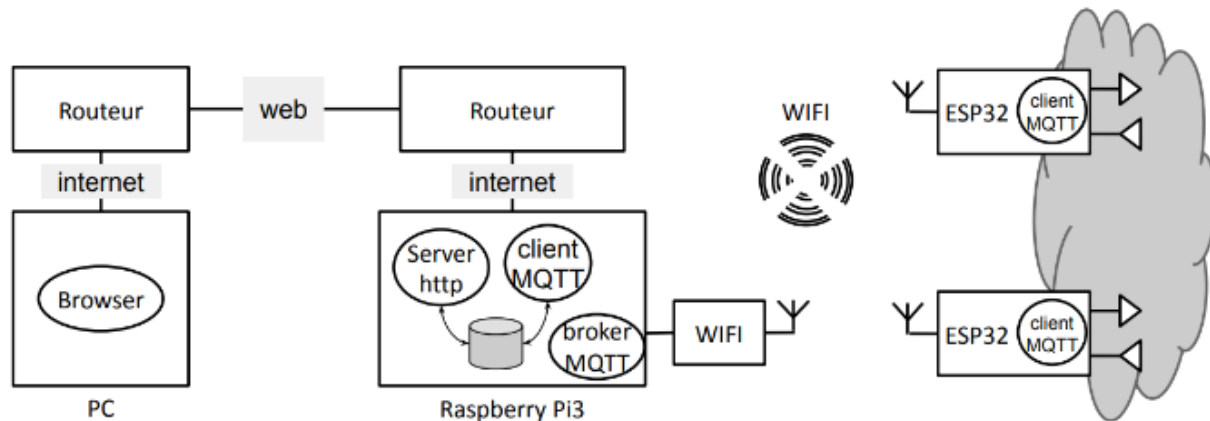 Routeur
web
Routeur
internet
internet
Browser
PC
Server
http
client
MQTT
broker
MQTT
Raspberry Pi3
WIFI
WIFI
ESP32
client
MQTT
ESP32
client
MQTT